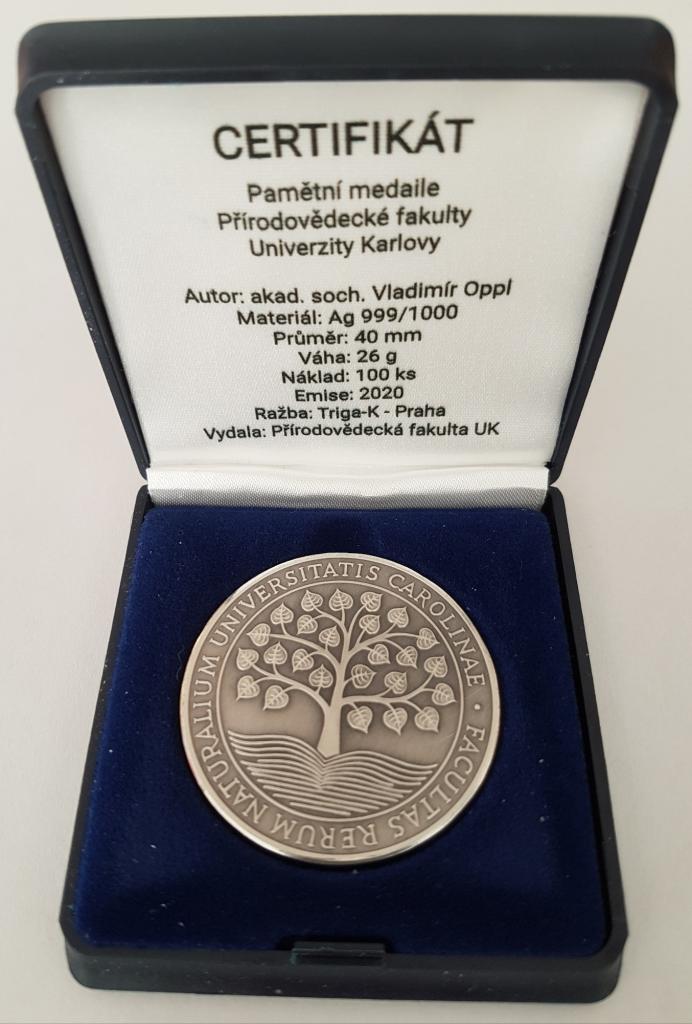 CERTIFIKÁT
Pamětní medaile
Přírodovědecké fakulty
Univerzity Karlovy
Autor: akad. soch. Vladimír Oppl
Materiál: Ag 999/1000
Průměr: 40 mm
Váha: 26 g
Náklad: 100 ks
Emise: 2020
Ražba: Triga-K - Praha
Vydala: Přírodovědecká fakulta UK
FACULTAS RERUM NATURALIUM UNIVERSITATIS CAROLINAE •